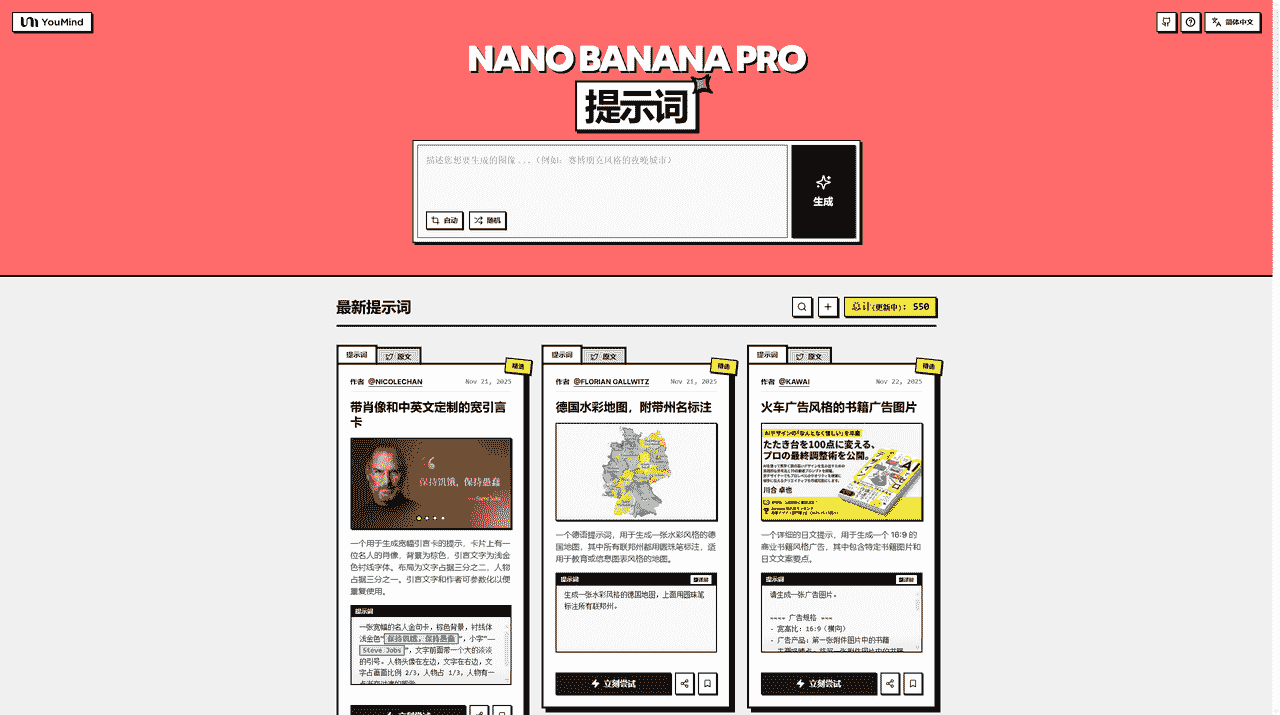 YouMind
简体中文
NANO BANANA PRO
提示词
描述您想要生成的图像...（例如：赛博朋克风格的夜晚城市）
自动
随机
生成
最新提示词
总计(更新中): 550
提示词
原文
精选
作者 @NICOLECHAN
Nov 21, 2025
带肖像和中英文定制的宽引言
卡
保持饥饿，保持愚蠢
一个用于生成宽幅引言卡的提示，卡片上有一
位名人的肖像，背景为棕色，引言文字为浅金
色衬线字体。布局为文字占据三分之二，人物
占据三分之一。引言文字和作者可参数化以便
重复使用。
提示词
一张宽幅的名人金句卡，棕色背景，衬线体
浅金色“保持饥饿，保持愚蠢”，小字“—
Steve Jobs”，文字前面带一个大的淡淡
的引号。人物头像在左边，文字在右边，文
字占画面比例 2/3，人物占 1/3，人物有一
立刻尝试
提示词
原文
精选
作者 @FLORIAN GALLWITZ
Nov 21, 2025
德国水彩地图，附带州名标注
一个德语提示词，用于生成一张水彩风格的德
国地图，其中所有联邦州都用圆珠笔标注，适
用于教育或信息图表风格的地图。
提示词
生成一张水彩风格的德国地图，上面用圆珠笔
标注所有联邦州。
立刻尝试
提示词
原文
精选
作者 @KAWAI
Nov 22, 2025
火车广告风格的书籍广告图片
AIデザインの「なんとなく惜しい」を卒業
たたき台を100点に変える、
プロの最終調整術を公開。
川合 卓也
一个详细的日文提示，用于生成一个 16:9 的
商业书籍风格广告，其中包含特定书籍图片和
日文文案要点。
提示词
请生成一张广告图片。
~~~~ 广告规格 ~~~~
- 宽高比：16:9（横向）
- 广告产品：第一张附件图片中的书籍
立刻尝试